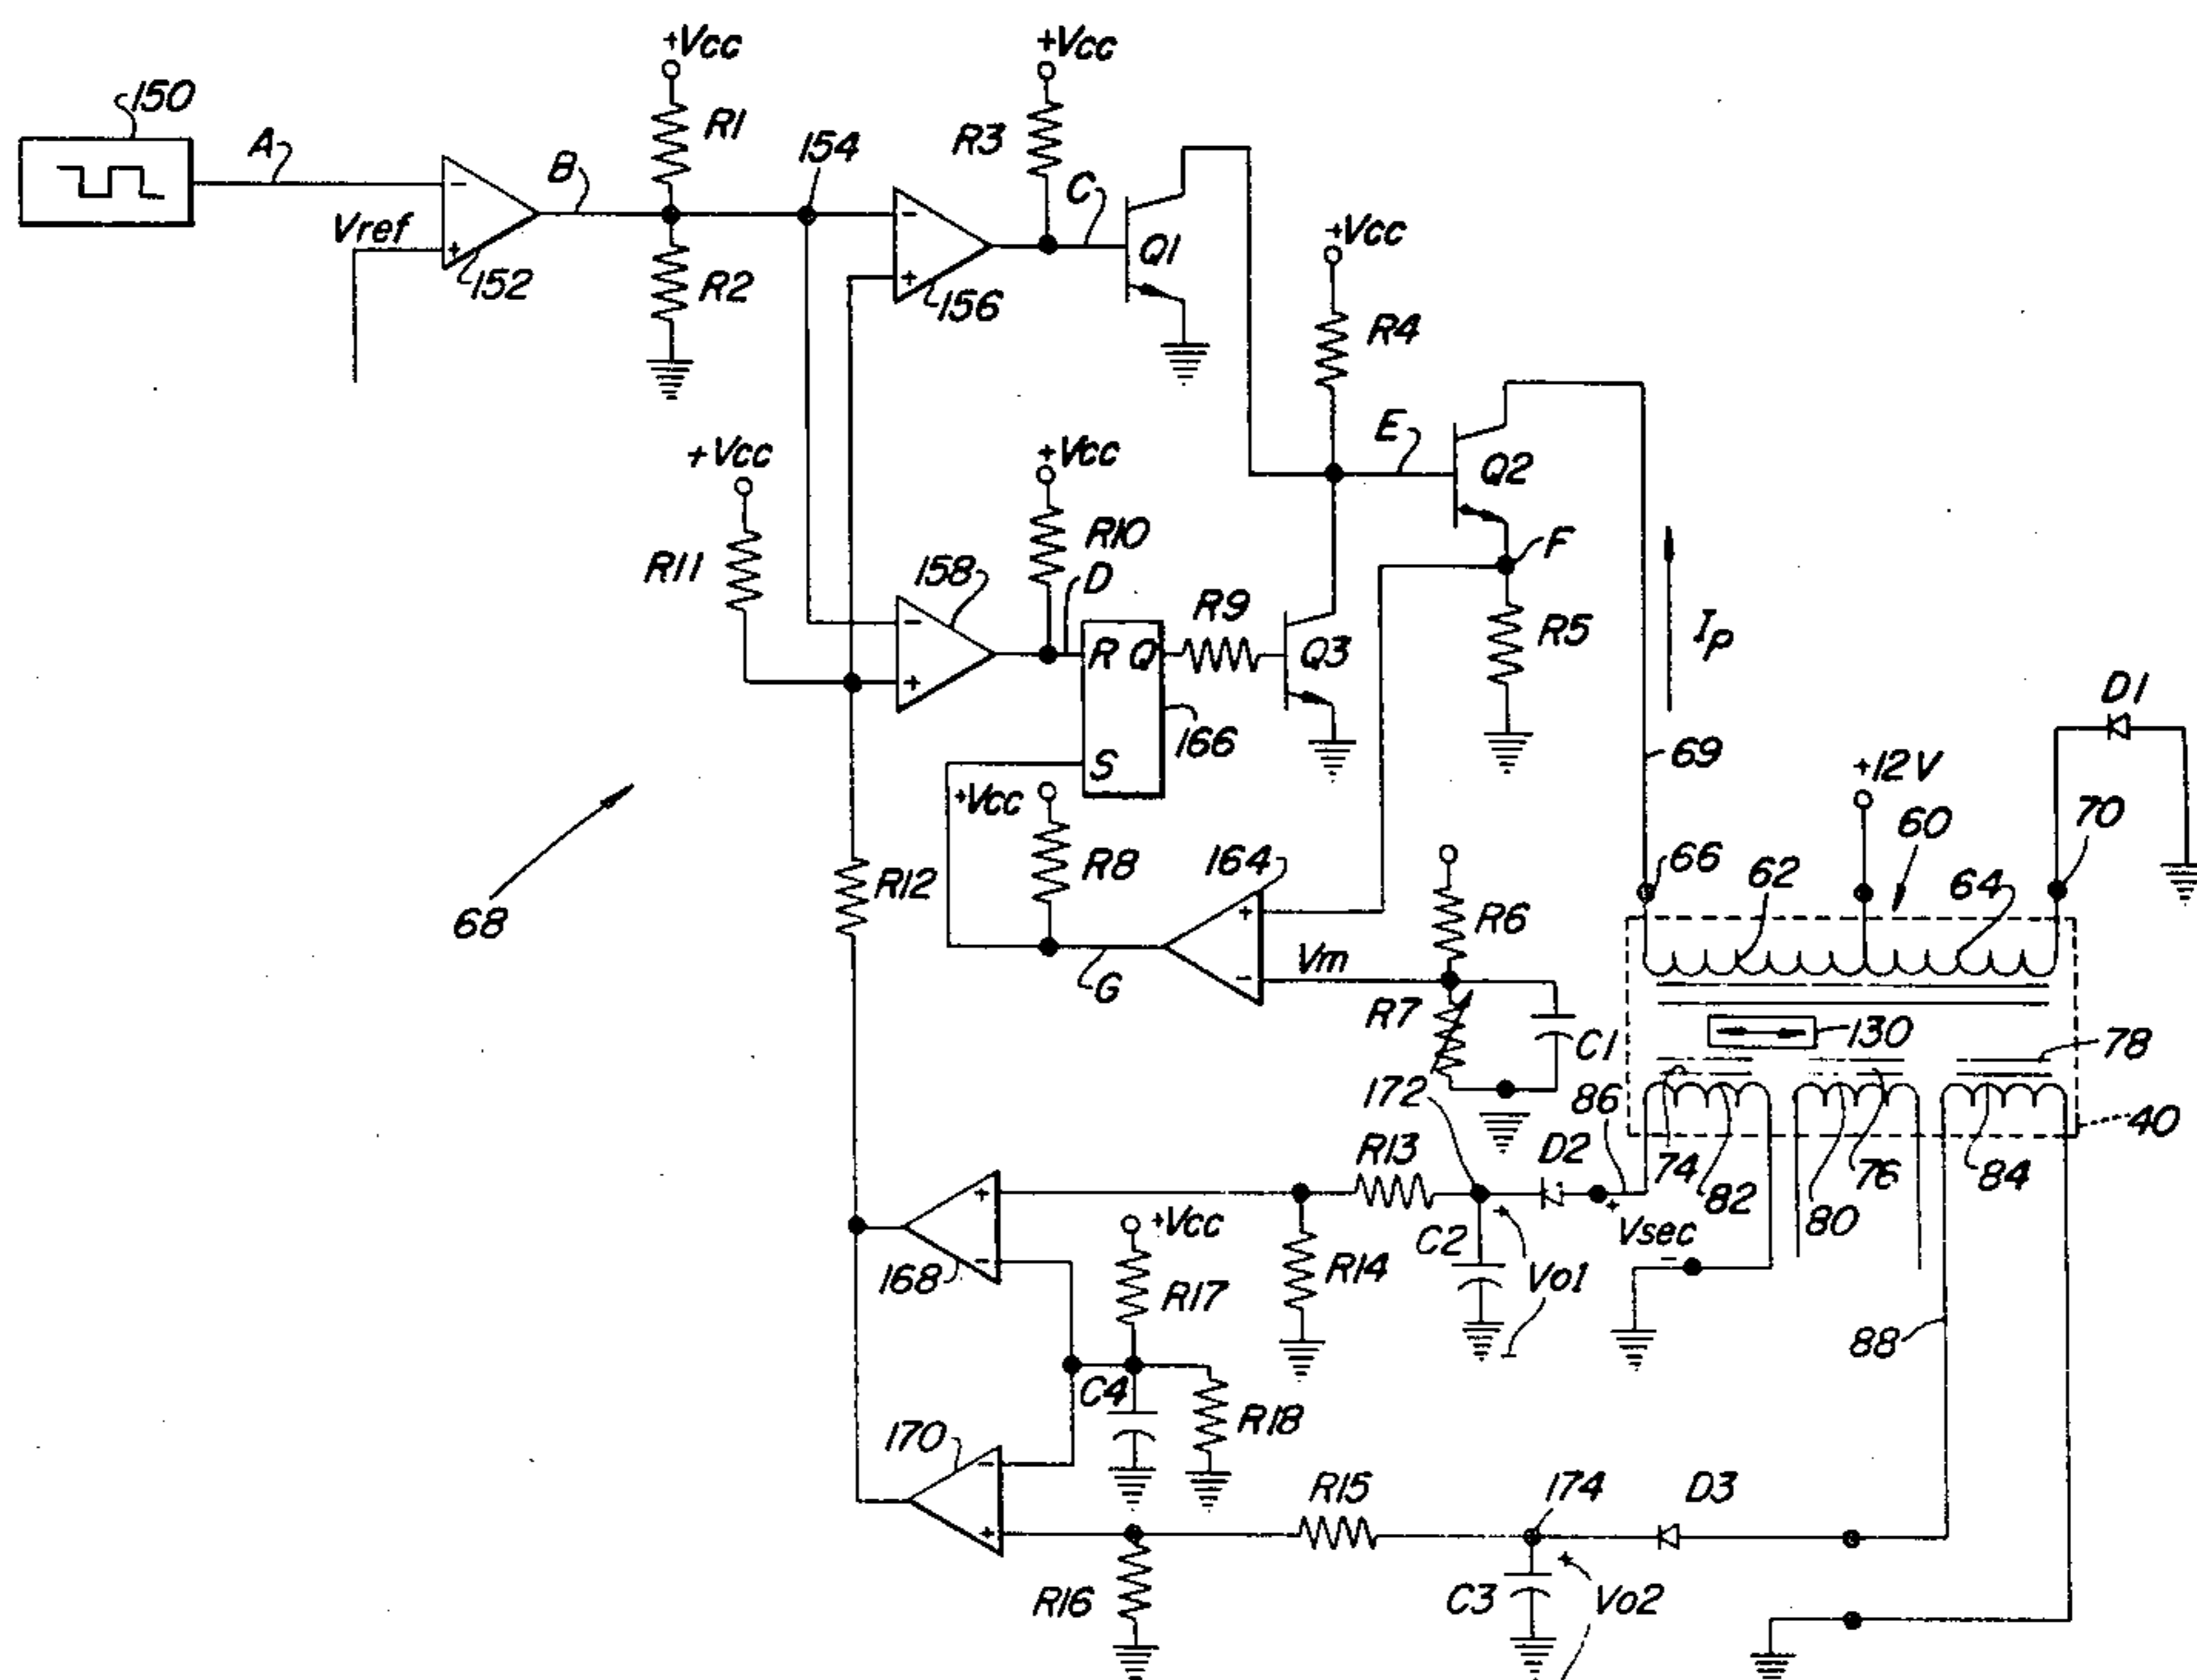 +Vcc
+Vcc
150
A
B
R1
154
R3
C
Vref
-
+
152
R2
-
+
156
Q1
+Vcc
R4
+Vcc
+Vcc
E
Q2
R11
158
R10
D
F
-
+
R Q
R9
Q3
R5
Ip
S
166
D1
69
+12V
60
70
+Vcc
68
R12
R8
164
66
62
64
+
-
R6
Vm
G
R7
C1
130
78
172
86
40
R13
D2
74
82
80
76
84
+
-
168
+Vcc
R17
R14
C2
+
Vo1
-
+
Vsec
-
88
C4
R18
170
-
+
R15
174
D3
R16
C3
+
Vo2